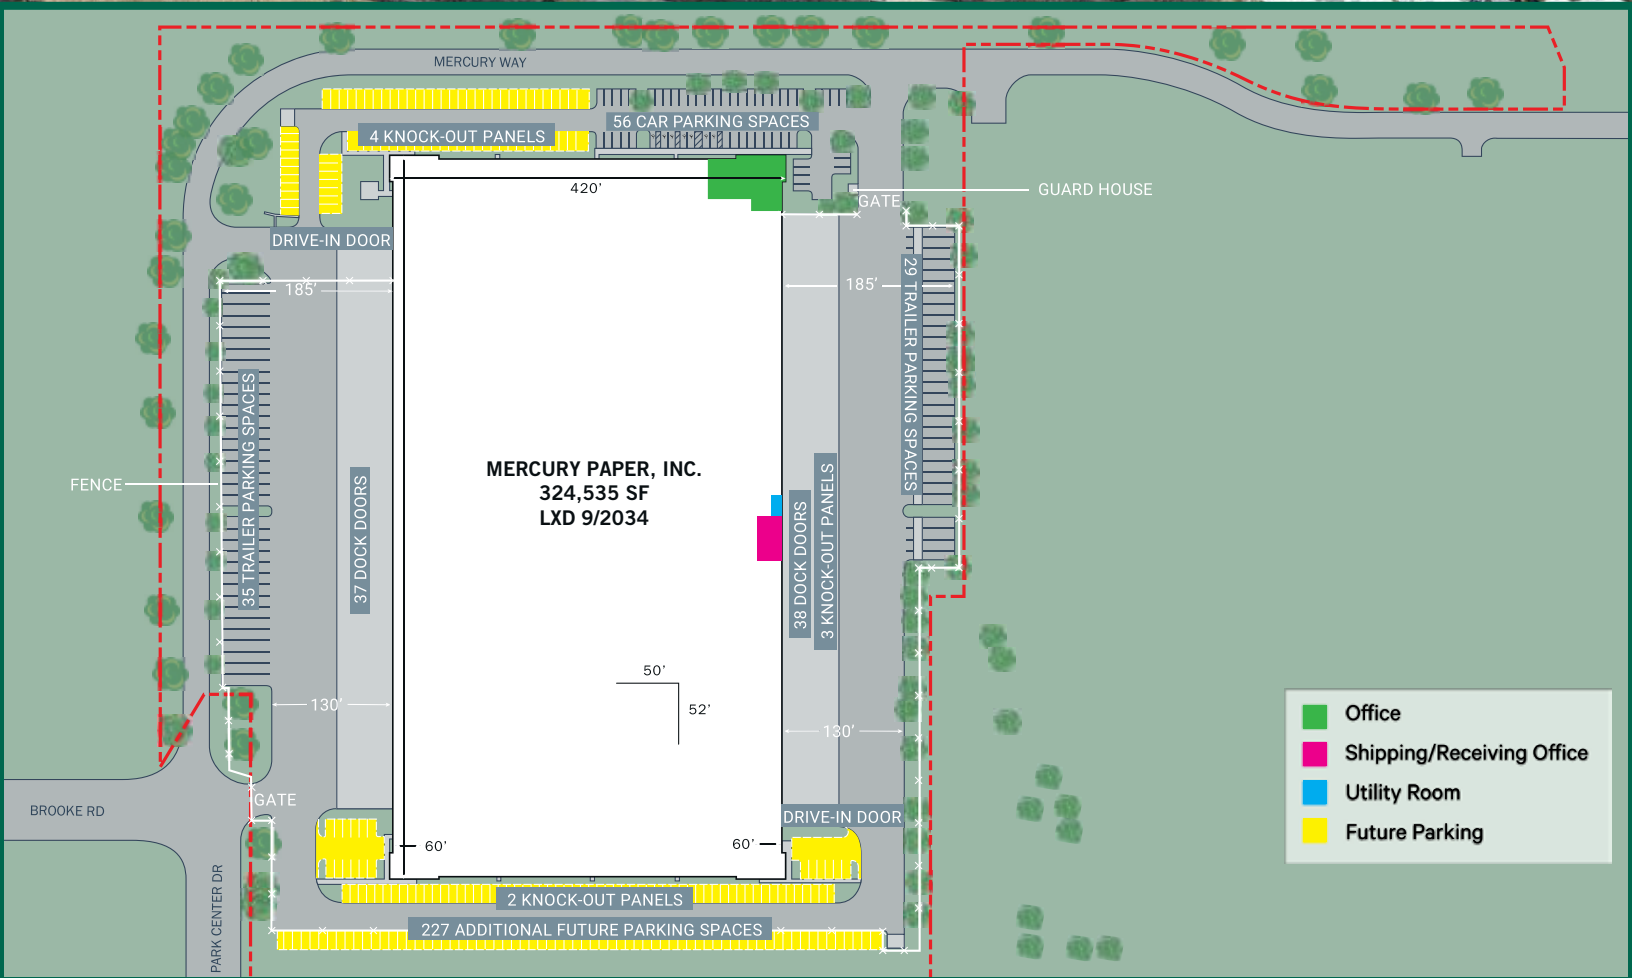 MERCURY WAY
56 CAR PARKING SPACES
4 KNOCK-OUT PANELS
420'
GUARD HOUSE
GATE
DRIVE-IN DOOR
185'
185'
29 TRAILER PARKING SPACES
35 TRAILER PARKING SPACES
FENCE
37 DOCK DOORS
MERCURY PAPER, INC.
324,535 SF
LXD 9/2034
38 DOCK DOORS
3 KNOCK-OUT PANELS
50'
52'
130'
130'
GATE
BROOKE RD
DRIVE-IN DOOR
60'
60'
PARK CENTER DR
2 KNOCK-OUT PANELS
227 ADDITIONAL FUTURE PARKING SPACES
Office
Shipping/Receiving Office
Utility Room
Future Parking